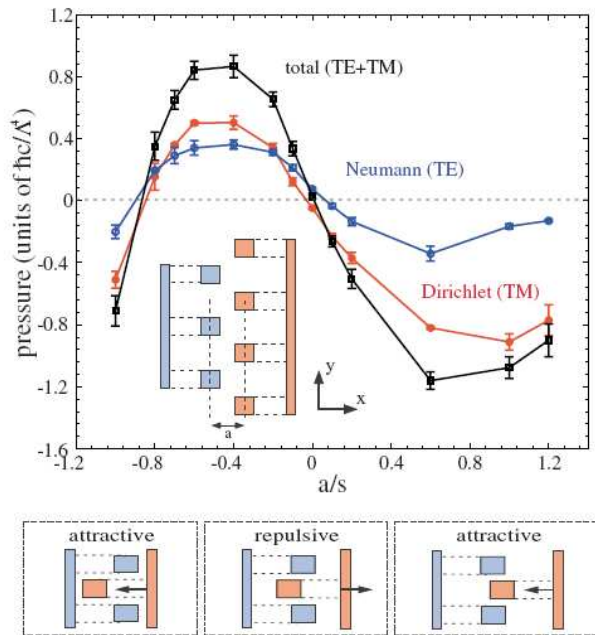 1.2
0.8
0.4
0
-0.4
-0.8
-1.2
-1.6
pressure (units of ħc/Λ⁴)
total (TE+TM)
Neumann (TE)
Dirichlet (TM)
y
x
a
-1.2 -0.8 -0.4 0 0.4 0.8 1.2
a/s
attractive repulsive attractive